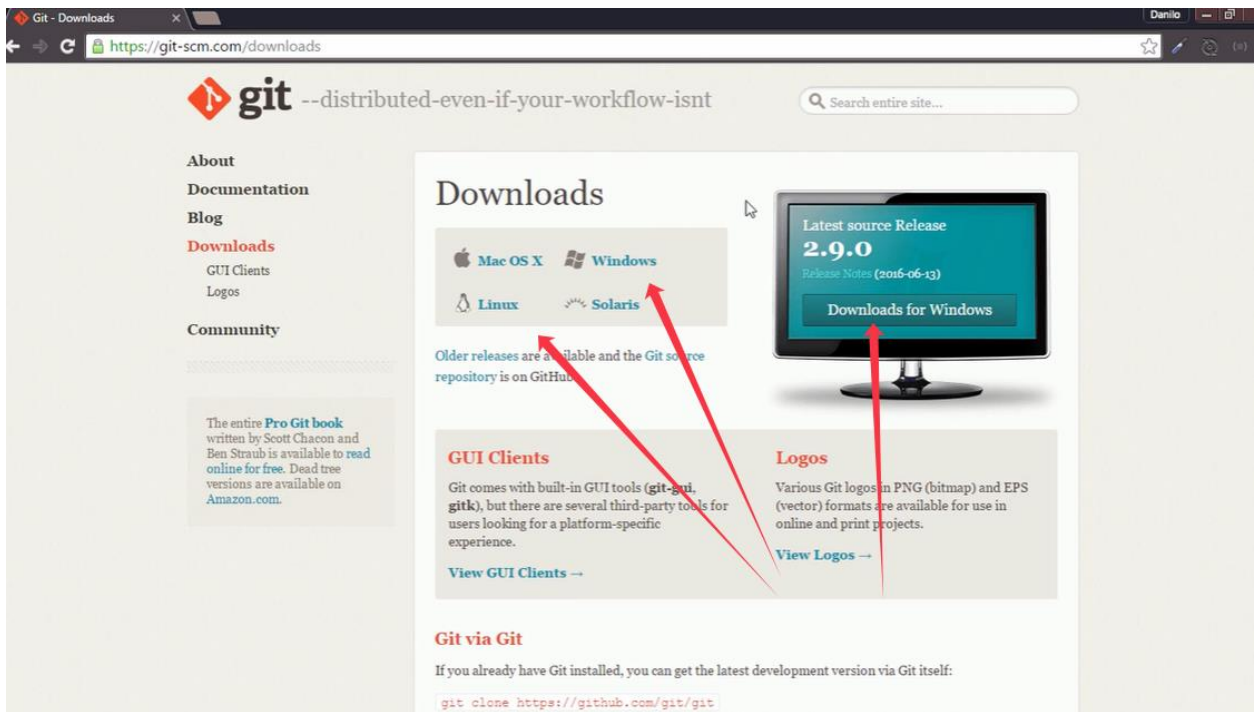 Git - Downloads
Danilo
https://git-scm.com/downloads
git --distributed-even-if-your-workflow-isnt
Search entire site...
About
Documentation
Blog
Downloads
GUI Clients
Logos
Community
The entire Pro Git book
written by Scott Chacon and
Ben Straub is available to read
online for free. Dead tree
versions are available on
Amazon.com.
Downloads
Mac OS X
Windows
Linux
Solaris
Older releases are available and the Git source
repository is on GitHub.
Latest source Release
2.9.0
Release Notes (2016-06-13)
Downloads for Windows
GUI Clients
Git comes with built-in GUI tools (git-gui,
gitk), but there are several third-party tools for
users looking for a platform-specific
experience.
View GUI Clients →
Logos
Various Git logos in PNG (bitmap) and EPS
(vector) formats are available for use in
online and print projects.
View Logos →
Git via Git
If you already have Git installed, you can get the latest development version via Git itself:
git clone https://github.com/git/git